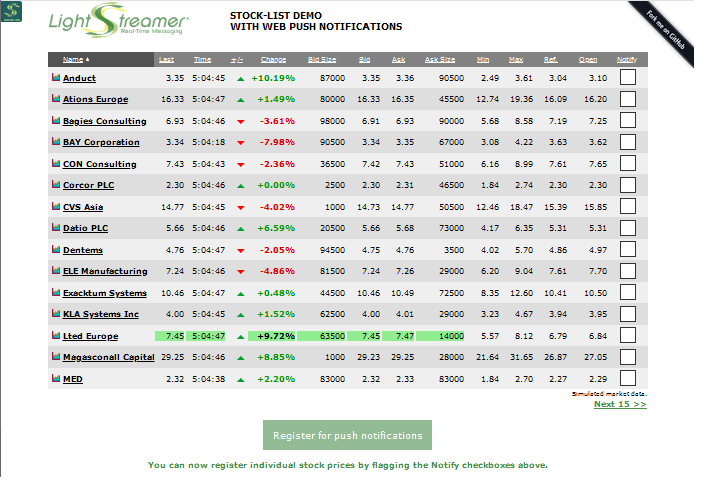 LightStreamer
Real-Time Messaging
STOCK-LIST DEMO
WITH WEB PUSH NOTIFICATIONS
Fork me on GitHub
Name Last Time +/- Change Bid Size Bid Ask Ask Size Min Max Ref. Open Notify
Anduct 3.35 5:04:45 +10.19% 87000 3.35 3.36 90500 2.49 3.61 3.04 3.10
Ations Europe 16.33 5:04:47 +1.49% 80000 16.33 16.35 45500 12.74 19.36 16.09 16.20
Bagies Consulting 6.93 5:04:46 -3.61% 98000 6.91 6.93 90000 5.68 8.58 7.19 7.25
BAY Corporation 3.34 5:04:18 -7.98% 90500 3.34 3.35 67000 3.08 4.22 3.63 3.62
CON Consulting 7.43 5:04:43 -2.36% 36500 7.42 7.43 51000 6.16 8.99 7.61 7.65
Corcor PLC 2.30 5:04:46 +0.00% 2500 2.30 2.31 46500 1.84 2.74 2.30 2.30
CVS Asia 14.77 5:04:45 -4.02% 1000 14.73 14.77 50500 12.46 18.47 15.39 15.85
Datio PLC 5.66 5:04:46 +6.59% 20500 5.66 5.68 73000 4.17 6.35 5.31 5.31
Dentems 4.76 5:04:47 -2.05% 94500 4.75 4.76 3500 4.02 5.70 4.86 4.97
ELE Manufacturing 7.24 5:04:46 -4.86% 81500 7.24 7.26 29000 6.20 9.04 7.61 7.70
Exacktum Systems 10.46 5:04:47 +0.48% 44500 10.46 10.49 72500 8.35 12.60 10.41 10.50
KLA Systems Inc 4.00 5:04:45 +1.52% 62500 4.00 4.01 29000 3.23 4.67 3.94 3.95
Lted Europe 7.45 5:04:47 +9.72% 63500 7.45 7.47 14000 5.57 8.12 6.79 6.84
Magasconall Capital 29.25 5:04:46 +8.85% 1000 29.23 29.25 28000 21.64 31.65 26.87 27.05
MED 2.32 5:04:38 +2.20% 83000 2.32 2.33 83000 1.84 2.70 2.27 2.29
Simulated market data.
Next 15 >>
Register for push notifications
You can now register individual stock prices by flagging the Notify checkboxes above.